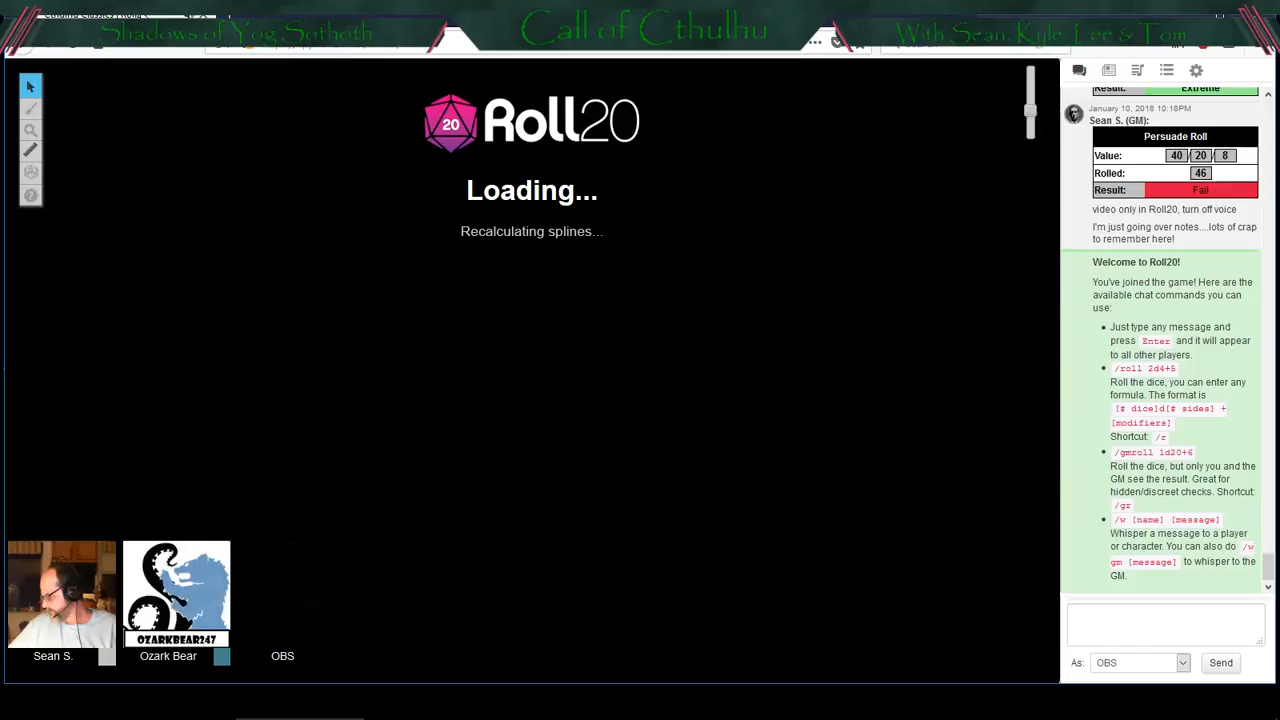 Shadows of Yog Sothoth
Call of Cthulhu
With Sean, Kyle, Lee & Tom
20
Roll20
Loading...
Recalculating splines...
Result: Extreme
January 10, 2018 10:18PM
Sean S. (GM):
Persuade Roll
Value: 40 20 8
Rolled: 46
Result: Fail
video only in Roll20, turn off voice
I'm just going over notes....lots of crap
to remember here!
Welcome to Roll20!
You've joined the game! Here are the
available chat commands you can
use:
Just type any message and
press Enter and it will appear
to all other players.
/roll 2d4+5
Roll the dice, you can enter any
formula. The format is
[# dice]d[# sides] +
[modifiers]
Shortcut: /r
/gmroll 1d20+6
Roll the dice, but only you and the
GM see the result. Great for
hidden/discreet checks. Shortcut:
/gr
/w [name] [message]
Whisper a message to a player
or character. You can also do /w
gm [message] to whisper to the
GM.
OZARKBEAR247
Sean S.
Ozark Bear
OBS
As: OBS
Send